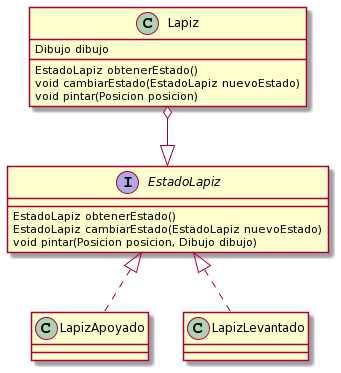 C Lapiz
Dibujo dibujo
EstadoLapiz obtenerEstado()
void cambiarEstado(EstadoLapiz nuevoEstado)
void pintar(Posicion posicion)
I EstadoLapiz
EstadoLapiz obtenerEstado()
EstadoLapiz cambiarEstado(EstadoLapiz nuevoEstado)
void pintar(Posicion posicion, Dibujo dibujo)
C LapizApoyado
C LapizLevantado